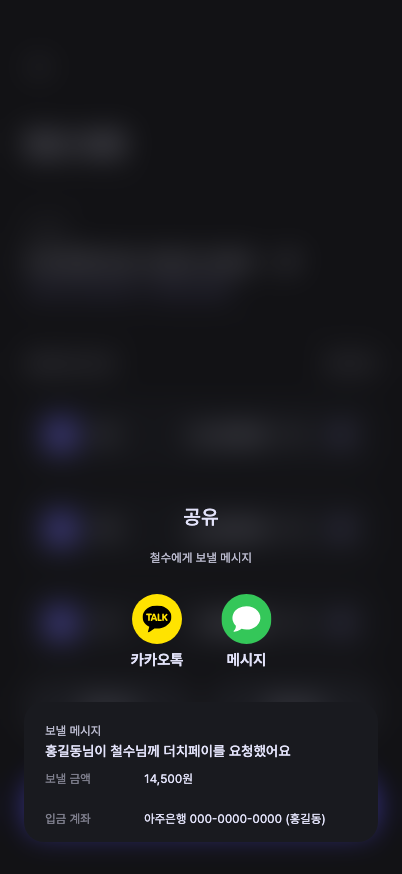 공유
철수에게 보낼 메시지
TALK
카카오톡 메시지
보낼 메시지
홍길동님이 철수님께 더치페이를 요청했어요
보낼 금액 14,500원
입금 계좌 아주은행 000-0000-0000 (홍길동)